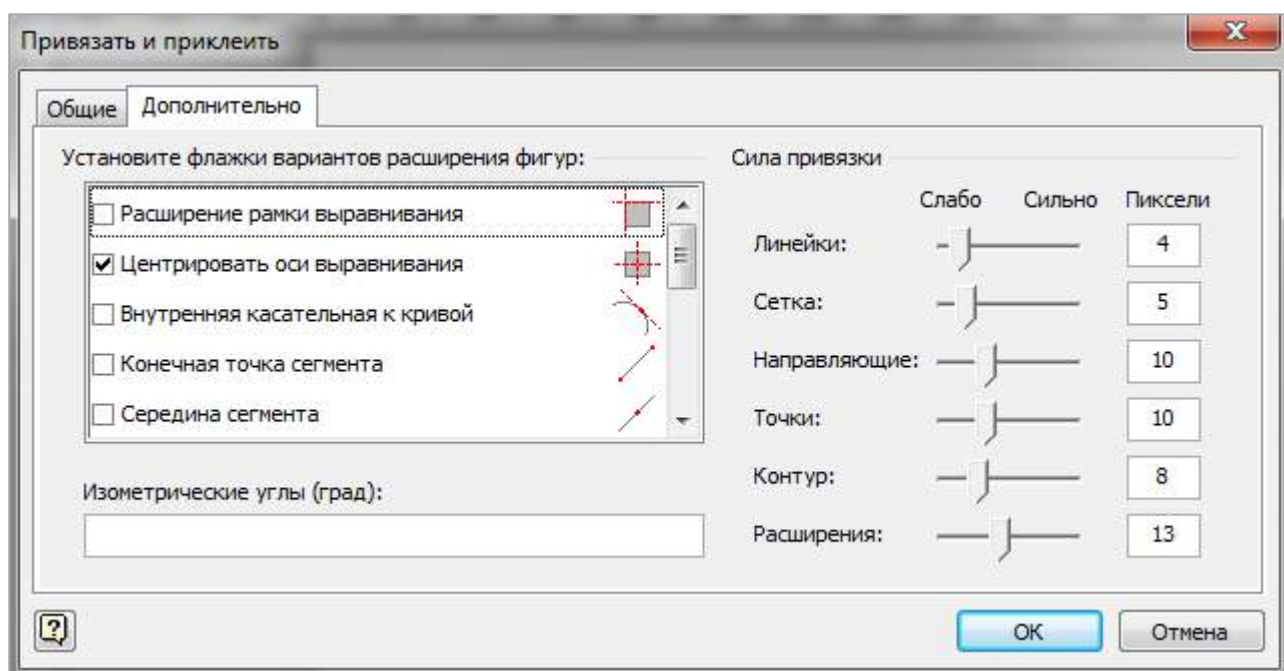 Привязать и приклеить
Общие
Дополнительно
Установите флажки вариантов расширения фигур:
Расширение рамки выравнивания
Центрировать оси выравнивания
Внутренняя касательная к кривой
Конечная точка сегмента
Середина сегмента
Изометрические углы (град):
Сила привязки
Слабо Сильно Пиксели
Линейки: 4
Сетка: 5
Направляющие: 10
Точки: 10
Контур: 8
Расширения: 13
ОК
Отмена